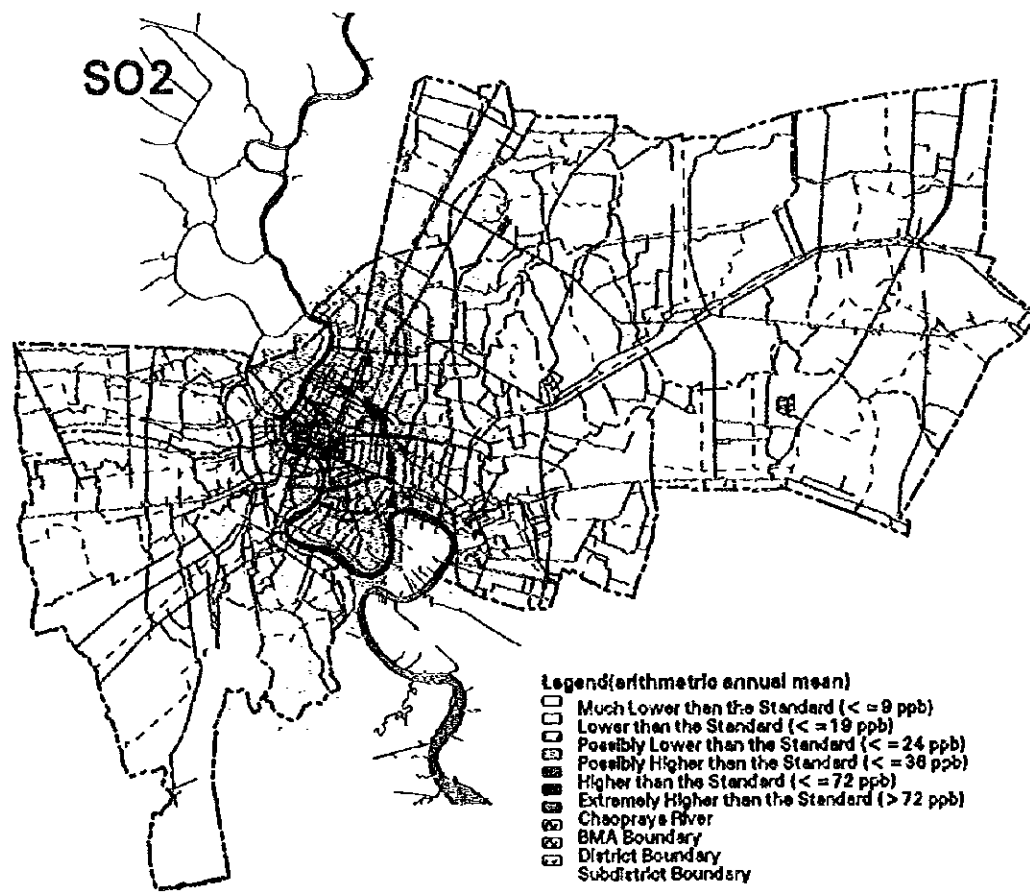 SO2
Legend(arithmetric annual mean)
Much Lower than the Standard (< = 9 ppb)
Lower than the Standard (< = 19 ppb)
Possibly Lower than the Standard (< = 24 ppb)
Possibly Higher than the Standard (< = 36 ppb)
Higher than the Standard (< = 72 ppb)
Extremely Higher than the Standard (> 72 ppb)
Chaopraya River
BMA Boundary
District Boundary
Subdistrict Boundary